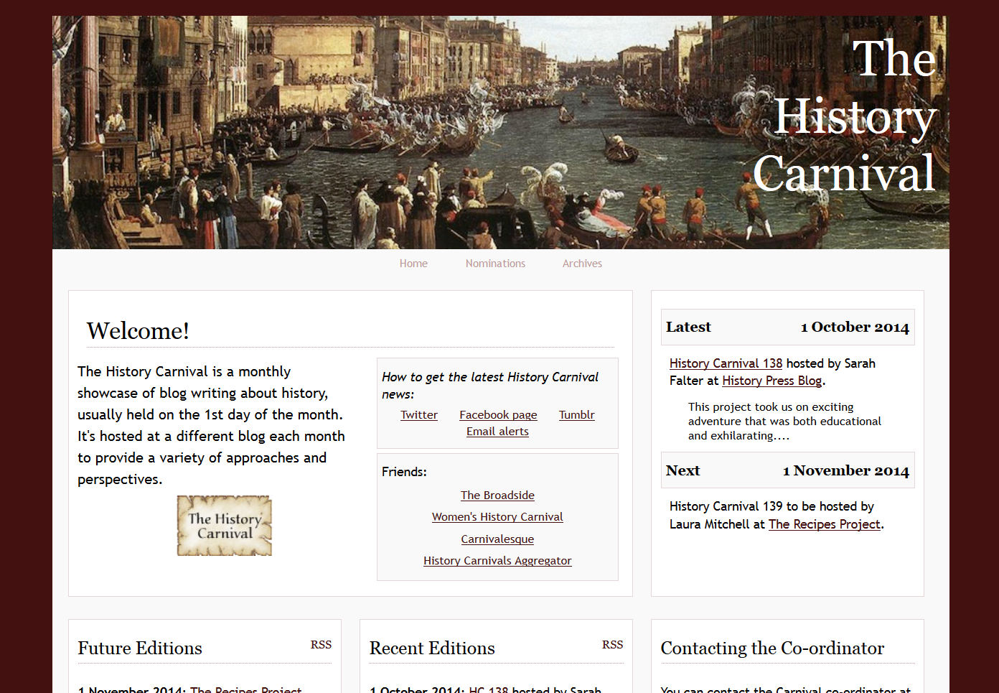 The
History
Carnival
Home Nominations Archives
Welcome!
The History Carnival is a monthly
showcase of blog writing about history,
usually held on the 1st day of the month.
It's hosted at a different blog each month
to provide a variety of approaches and
perspectives.
The History
Carnival
How to get the latest History Carnival
news:
Twitter Facebook page Tumblr
Email alerts
Friends:
The Broadside
Women's History Carnival
Carnivalesque
History Carnivals Aggregator
Latest 1 October 2014
History Carnival 138 hosted by Sarah
Falter at History Press Blog.
This project took us on exciting
adventure that was both educational
and exhilarating....
Next 1 November 2014
History Carnival 139 to be hosted by
Laura Mitchell at The Recipes Project.
Future Editions RSS
1 November 2014: The Recipes Project
Recent Editions RSS
1 October 2014: HC 138 hosted by Sarah
Contacting the Co-ordinator
You can contact the Carnival co-ordinator at